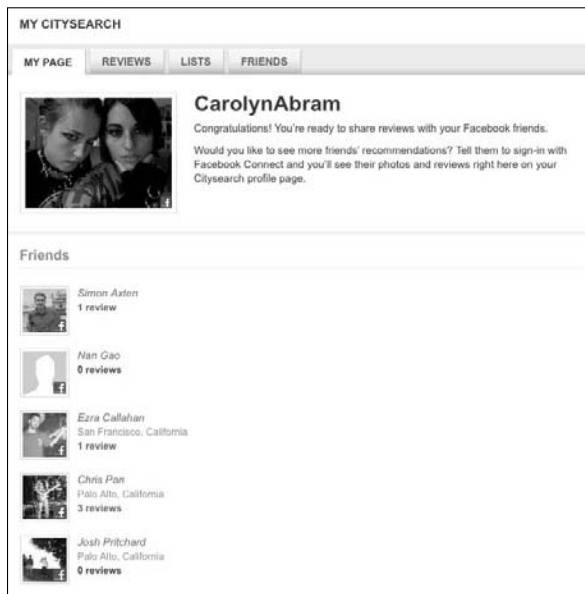 MY CITYSEARCH
MY PAGE REVIEWS LISTS FRIENDS
CarolynAbram
Congratulations! You're ready to share reviews with your Facebook friends.
Would you like to see more friends' recommendations? Tell them to sign-in with
Facebook Connect and you'll see their photos and reviews right here on your
Citysearch profile page.
Friends
Simon Axten
1 review
Nan Gao
0 reviews
Ezra Callahan
San Francisco, California
1 review
Chris Pan
Palo Alto, California
3 reviews
Josh Pritchard
Palo Alto, California
0 reviews